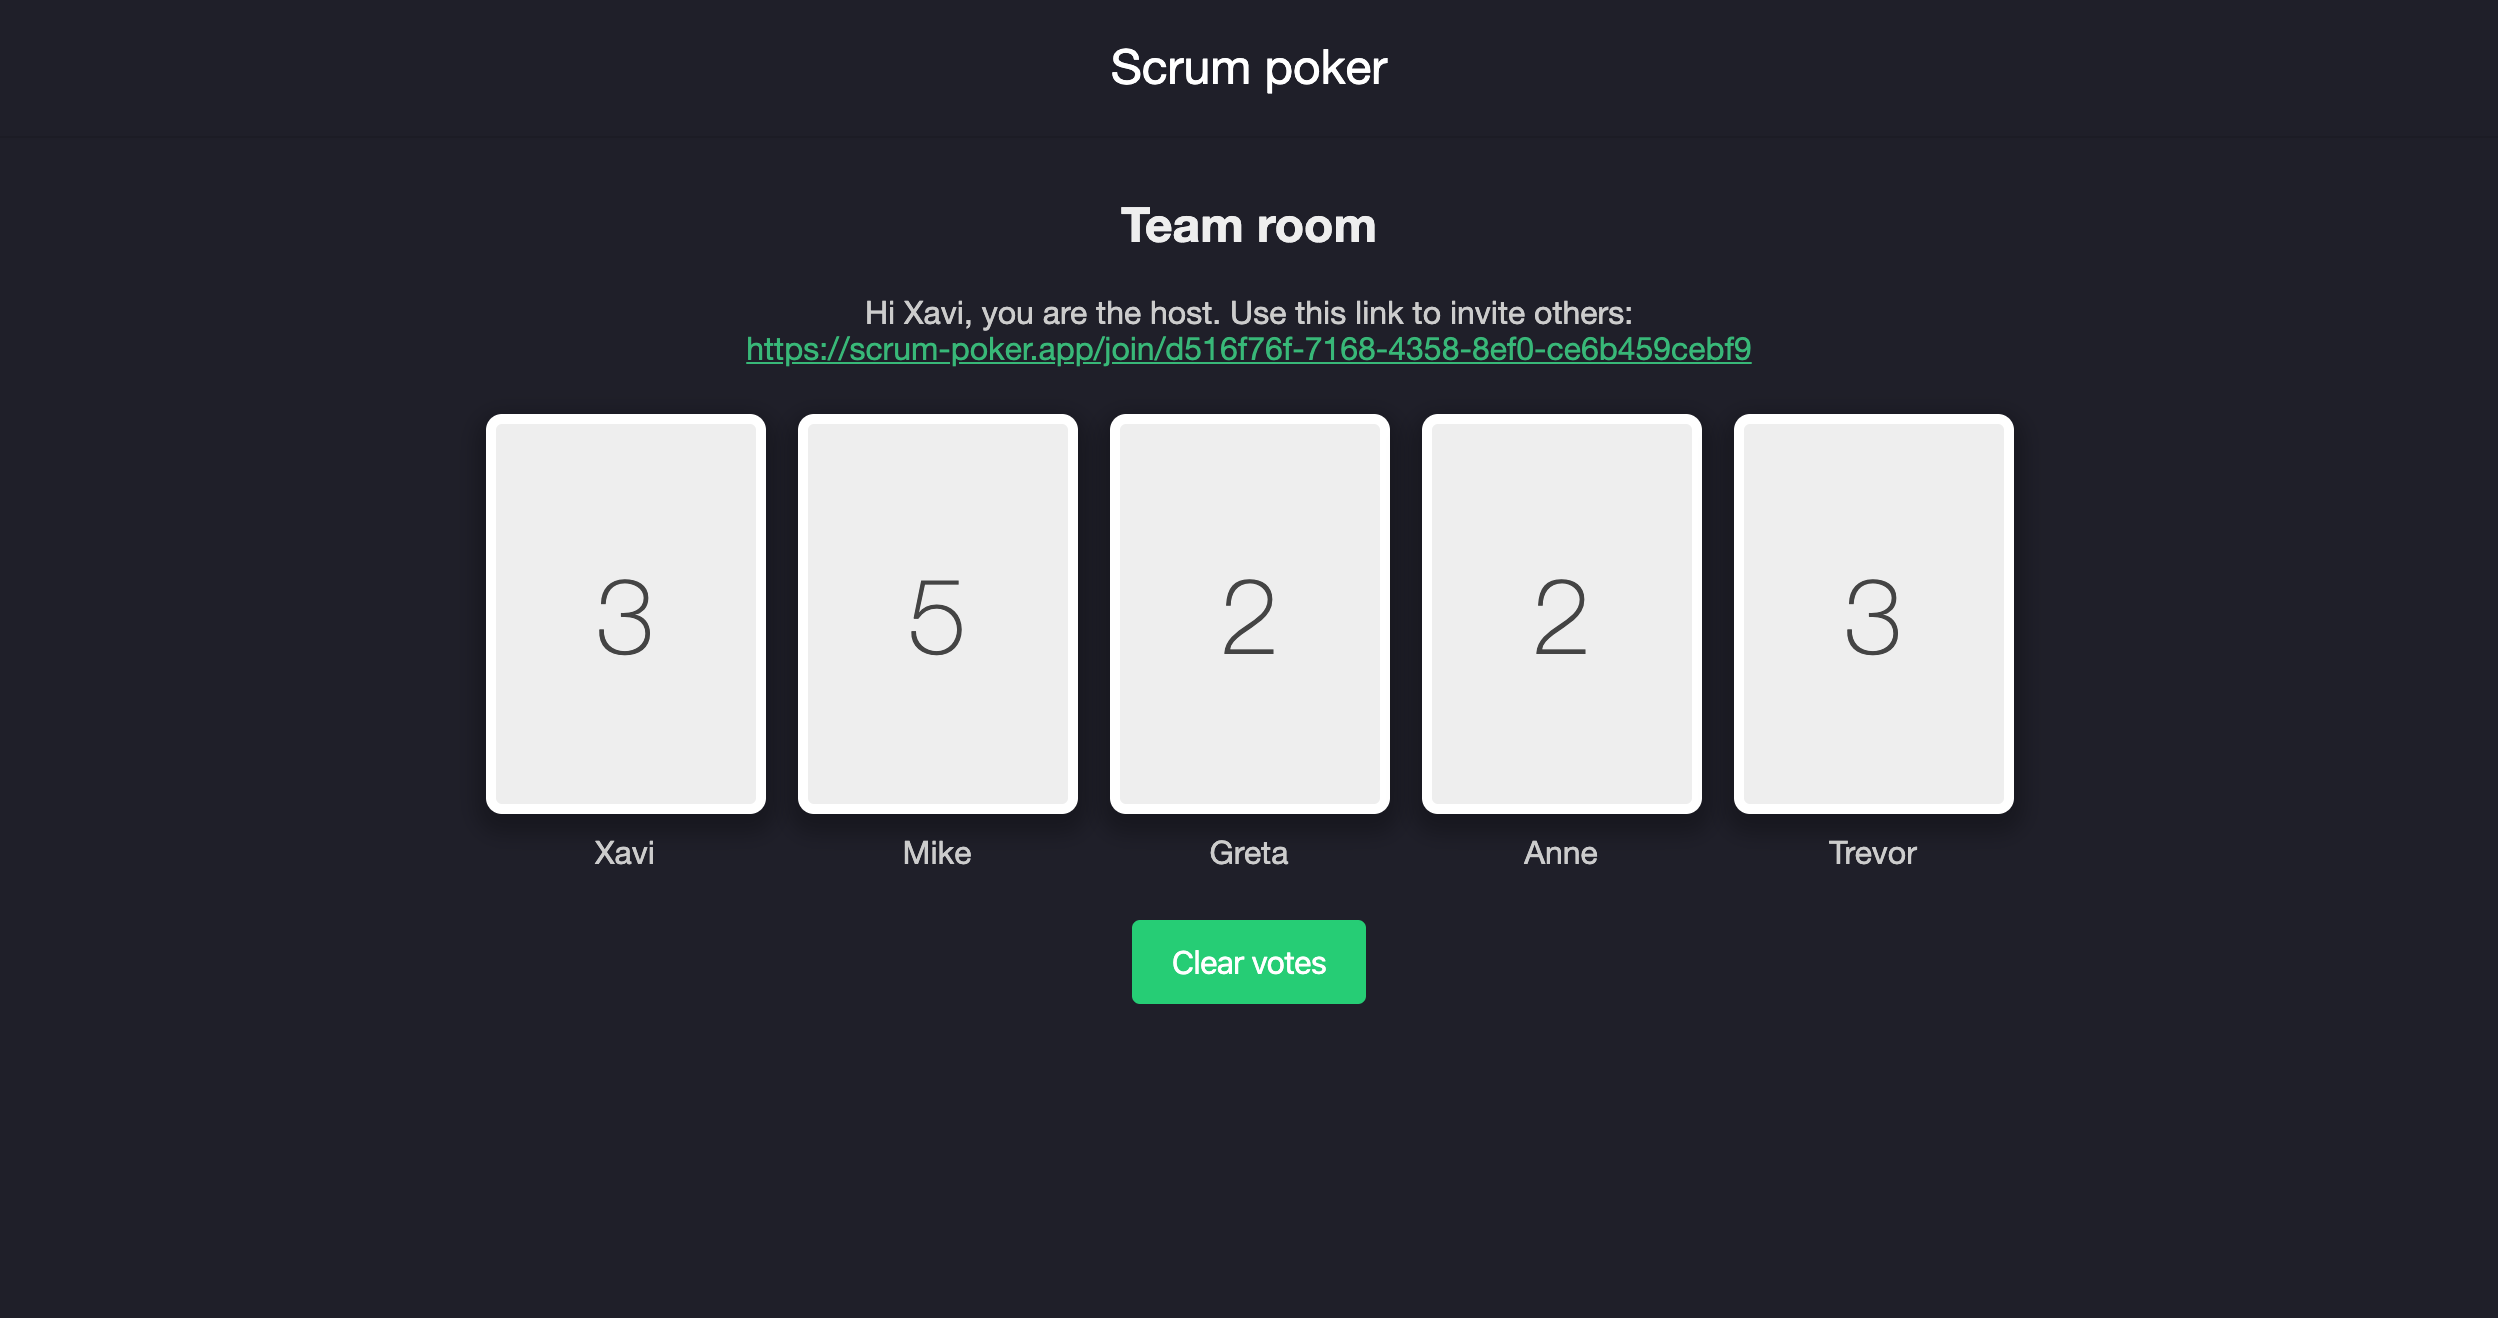 Scrum poker
Team room
Hi Xavi, you are the host. Use this link to invite others:
https://scrum-poker.app/join/d516f76f-7168-4358-8ef0-ce6b459cebf9
3 5 2 2 3
Xavi Mike Greta Anne Trevor
Clear votes